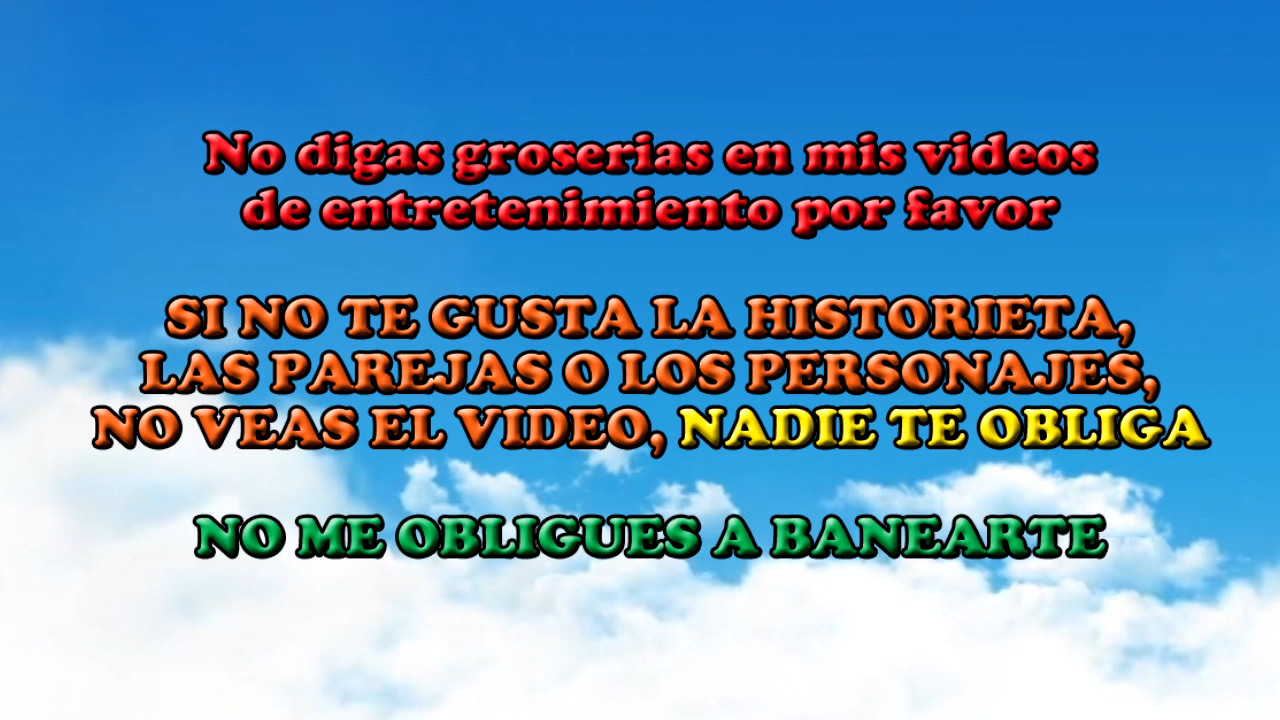 No digas groserias en mis videos
de entretenimiento por favor
SI NO TE GUSTA LA HISTORIETA,
LAS PAREJAS O LOS PERSONAJES,
NO VEAS EL VIDEO, NADIE TE OBLIGA
NO ME OBLIGUES A BANEARTE